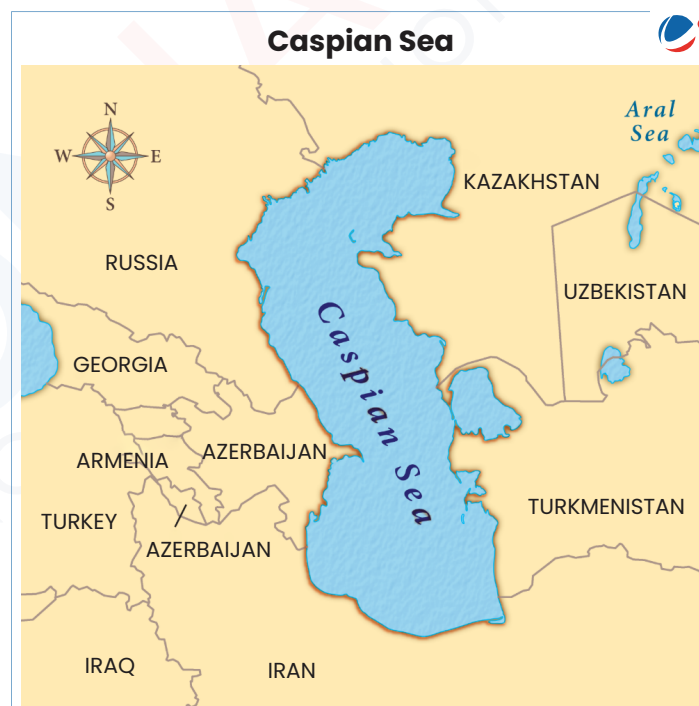 Caspian Sea
N
W E
S
Aral
Sea
KAZAKHSTAN
RUSSIA
UZBEKISTAN
Caspian Sea
GEORGIA
AZERBAIJAN
ARMENIA
TURKMENISTAN
TURKEY
AZERBAIJAN
IRAQ
IRAN